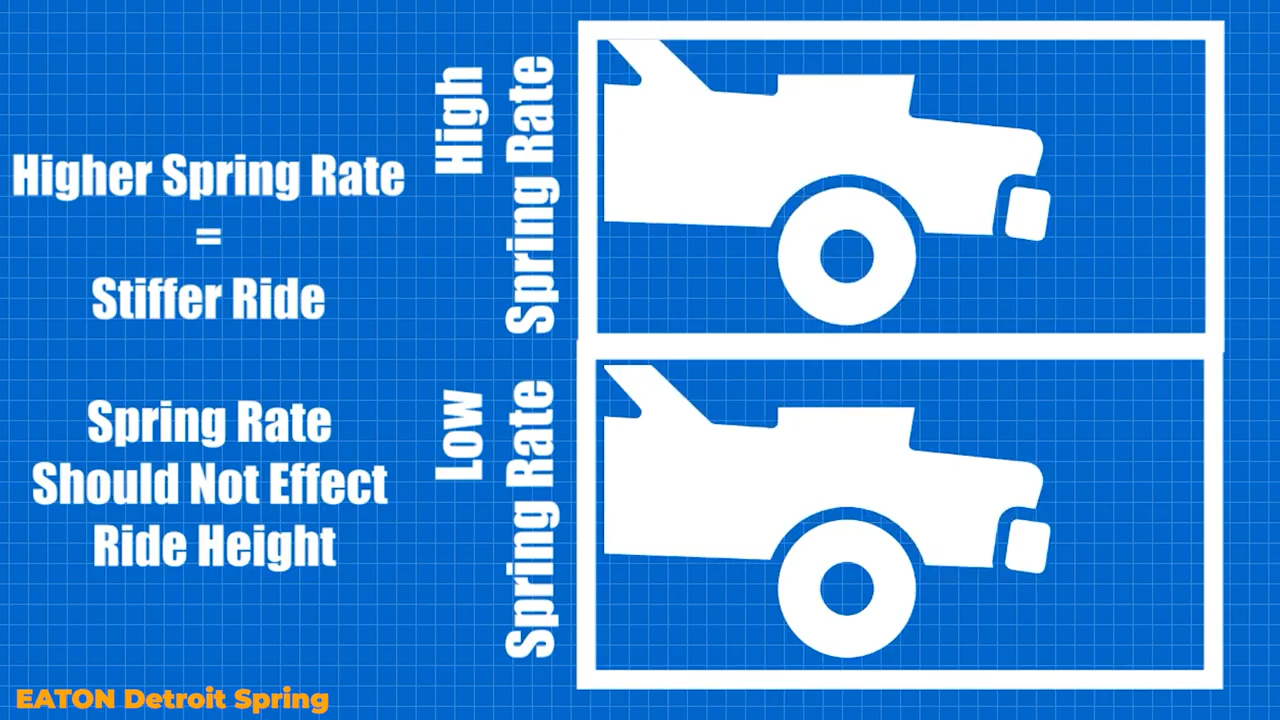 Higher Spring Rate
=
Stiffer Ride
Spring Rate
Should Not Effect
Ride Height
High
Spring Rate
Low
Spring Rate
EATON Detroit Spring